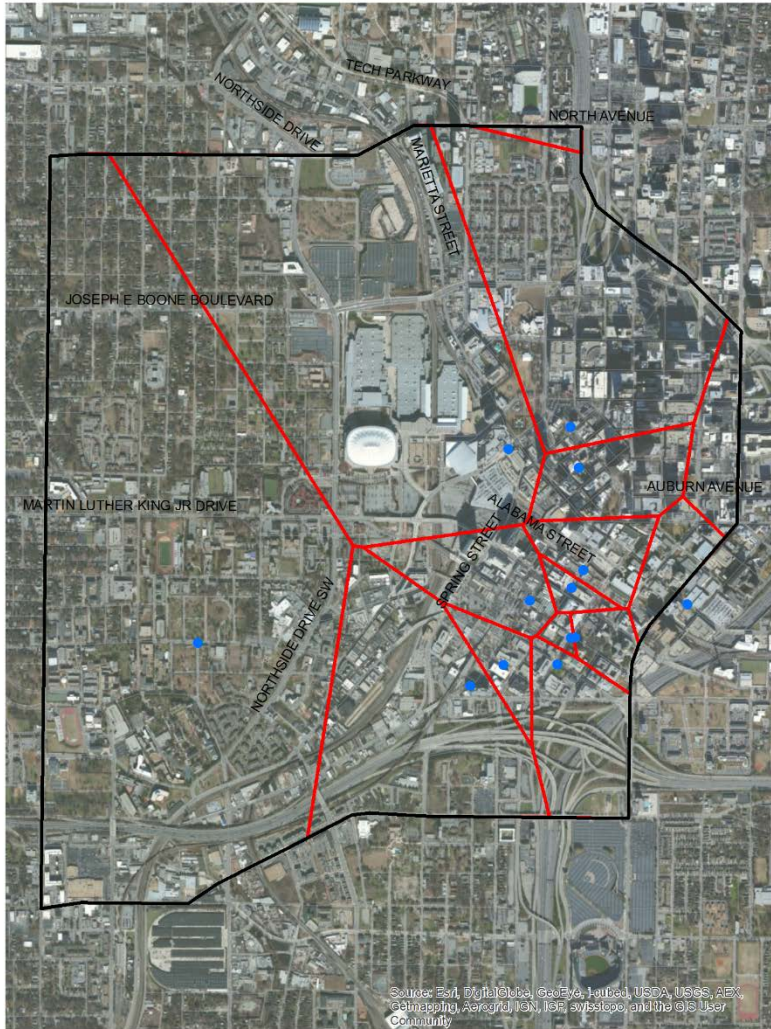 TECH PARKWAY
NORTHSIDE DRIVE
NORTH AVENUE
MARIETTA STREET
JOSEPH E BOONE BOULEVARD
MARTIN LUTHER KING JR DRIVE
AUBURN AVENUE
ALABAMA STREET
SPRING STREET
NORTHSIDE DRIVE SW
Source: Esri, DigitalGlobe, GeoEye, i-cubed, USDA, USGS, AEX,
Getmapping, Aerogrid, IGN, IGP, swisstopo, and the GIS User
Community